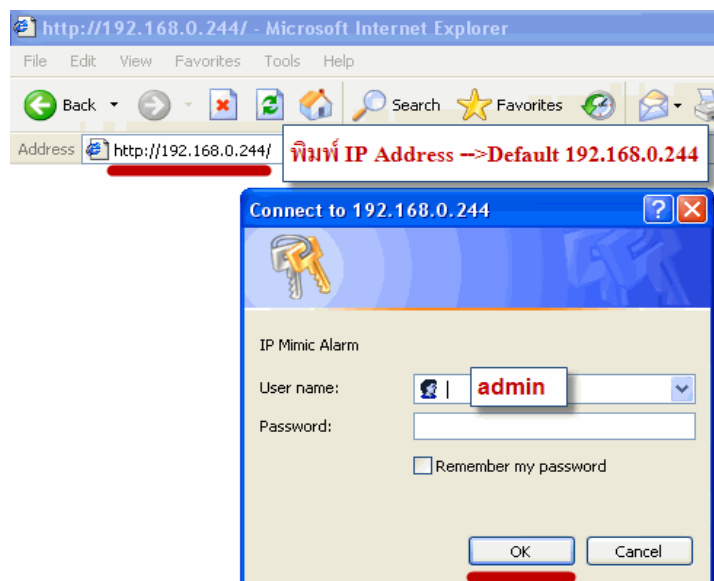 http://192.168.0.244/ - Microsoft Internet Explorer
File Edit View Favorites Tools Help
Back Search Favorites
Address http://192.168.0.244/
พิมพ์ IP Address -->Default 192.168.0.244
Connect to 192.168.0.244
IP Mimic Alarm
User name: admin
Password:
Remember my password
OK Cancel